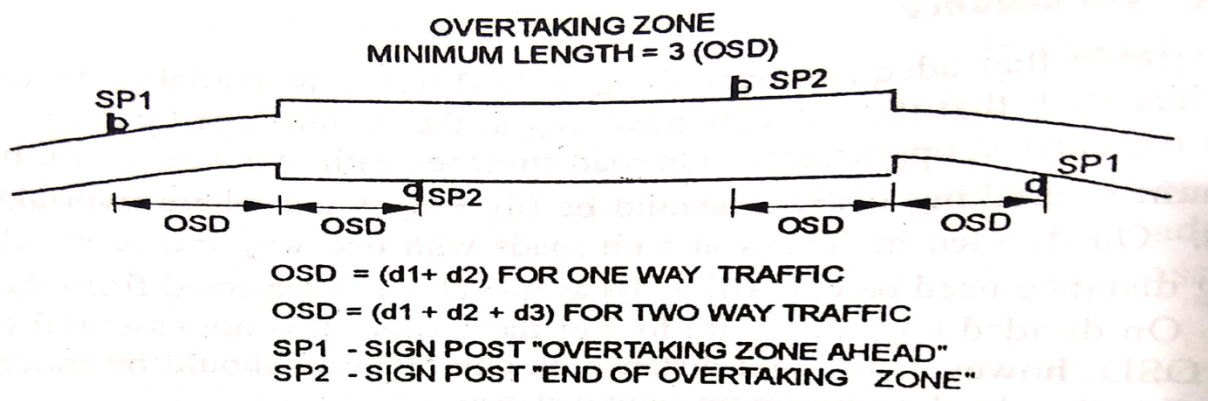 OVERTAKING ZONE
MINIMUM LENGTH = 3 (OSD)
SP1
SP2
SP2
SP1
OSD OSD OSD OSD
OSD = (d1+ d2) FOR ONE WAY TRAFFIC
OSD = (d1 + d2 + d3) FOR TWO WAY TRAFFIC
SP1 - SIGN POST "OVERTAKING ZONE AHEAD"
SP2 - SIGN POST "END OF OVERTAKING ZONE"